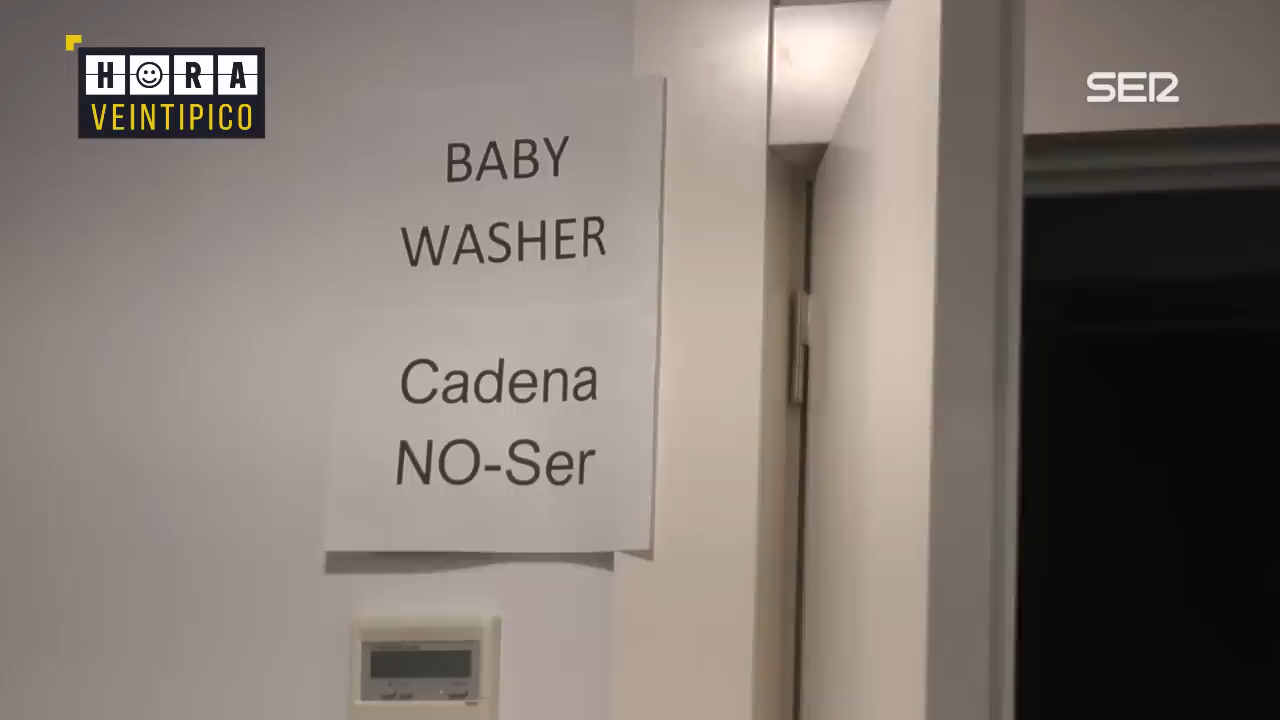 HORA
VEINTIPICO
SER
BABY
WASHER
Cadena
NO-Ser